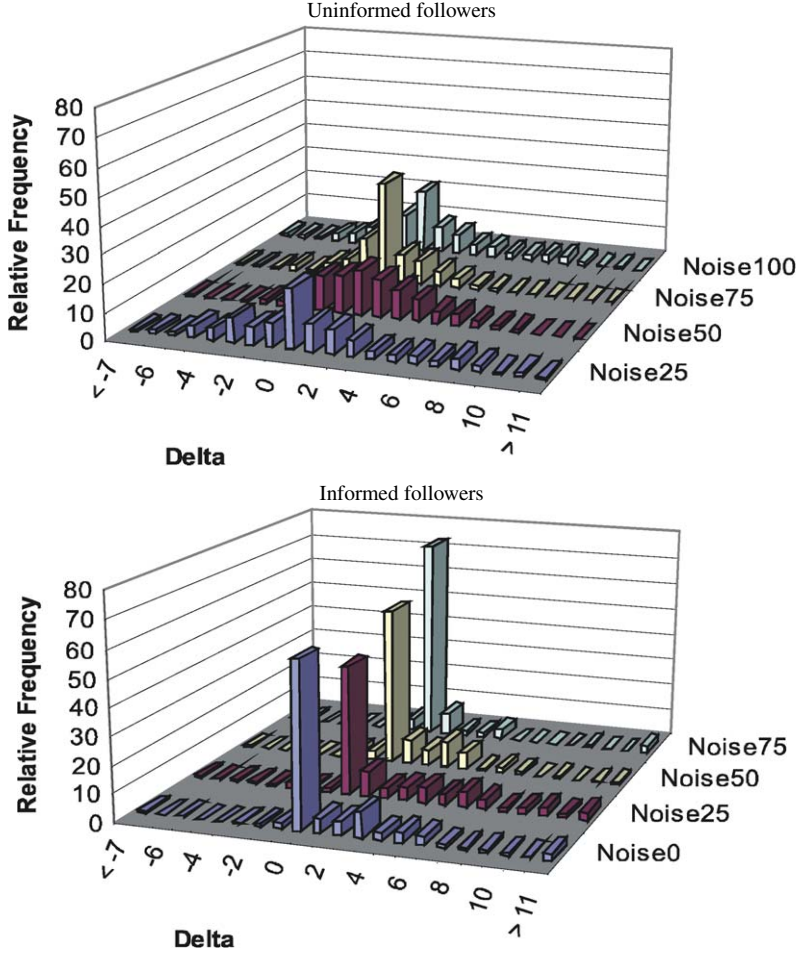 Uninformed followers
80
70
60
50
40
30
20
10
0
Relative Frequency
< -7
-6
-4
-2
0
2
4
6
8
10
> 11
Delta
Noise100
Noise75
Noise50
Noise25
Informed followers
80
70
60
50
40
30
20
10
0
Relative Frequency
< -7
-6
-4
-2
0
2
4
6
8
10
> 11
Delta
Noise75
Noise50
Noise25
Noise0